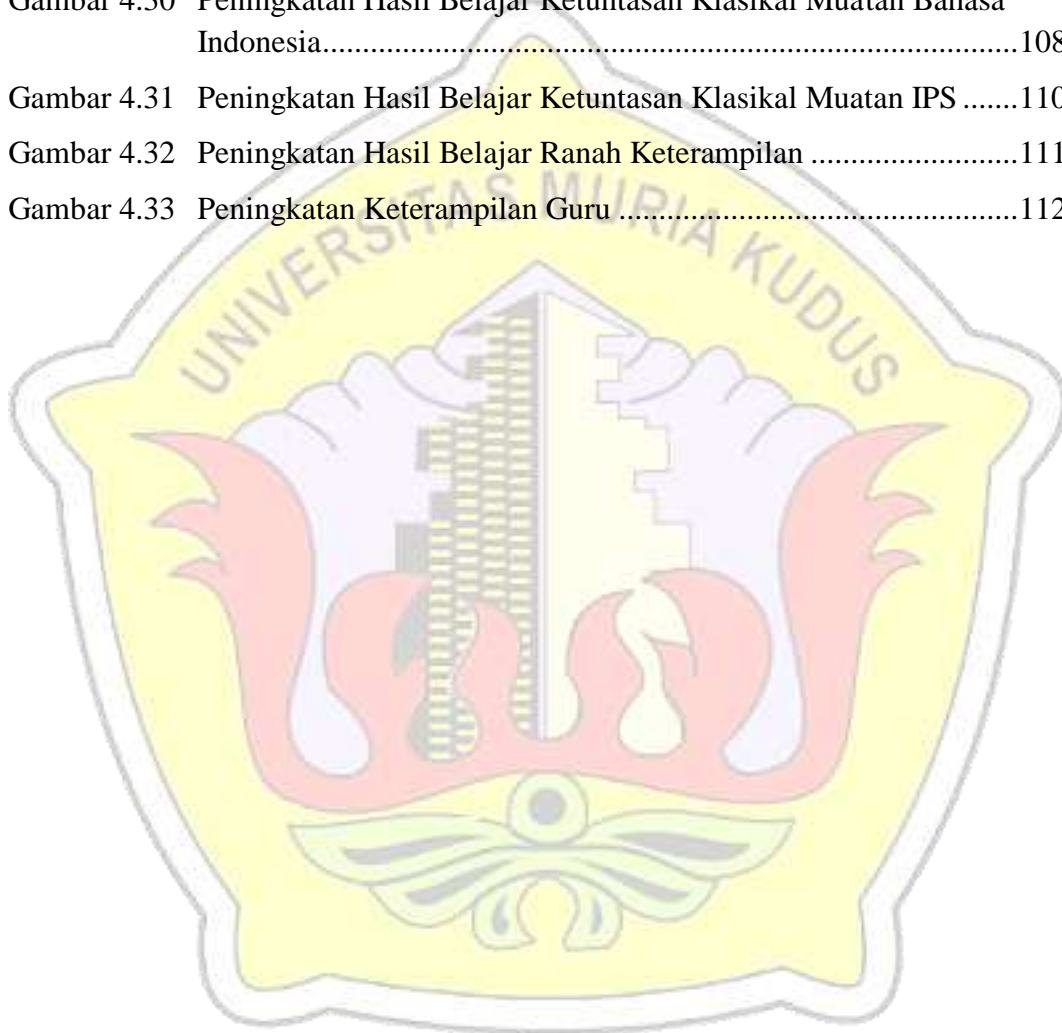 Gambar 4.30 Peningkatan Hasil Belajar Ketuntasan Klasikal Muatan Bahasa
Indonesia.......................................................................................108
Gambar 4.31 Peningkatan Hasil Belajar Ketuntasan Klasikal Muatan IPS .......110
Gambar 4.32 Peningkatan Hasil Belajar Ranah Keterampilan ..........................111
Gambar 4.33 Peningkatan Keterampilan Guru ..................................................112
UNIVERSITAS MURIA KUDUS